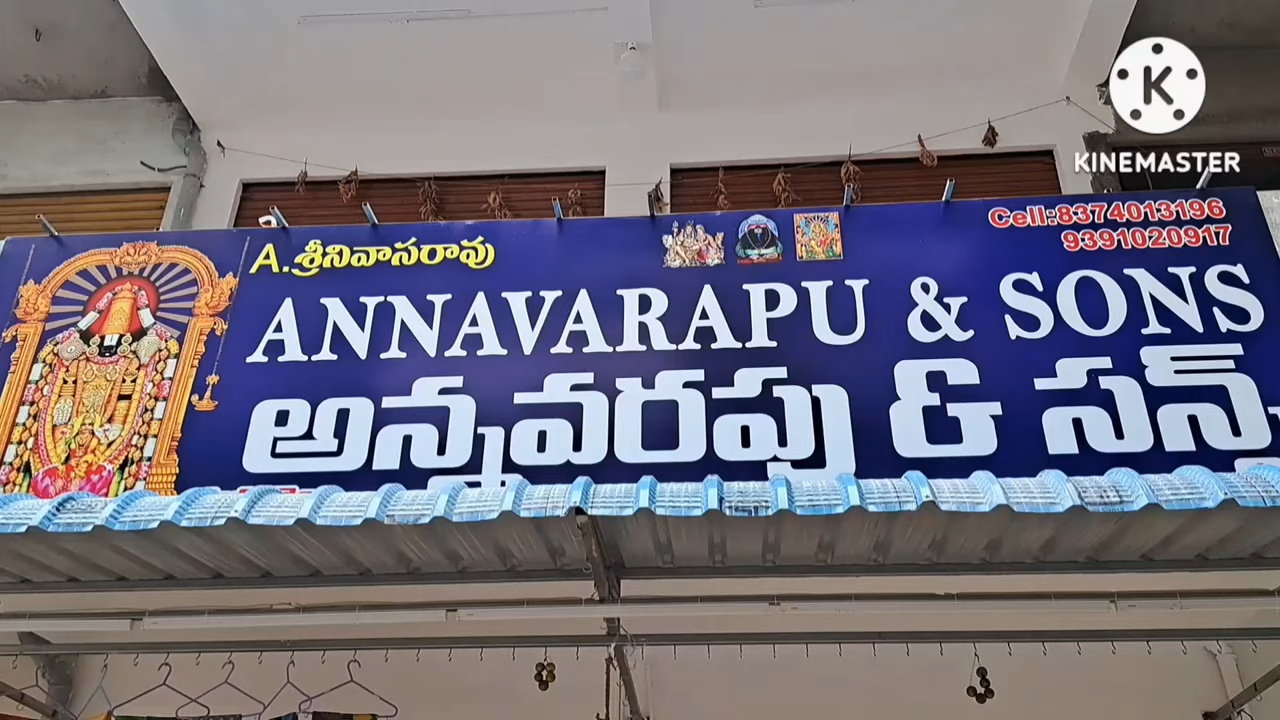 KINEMASTER
A.శ్రీనివాసరావు
Cell:8374013196
9391020917
ANNAVARAPU & SONS
అన్నవరపు & సన్స్